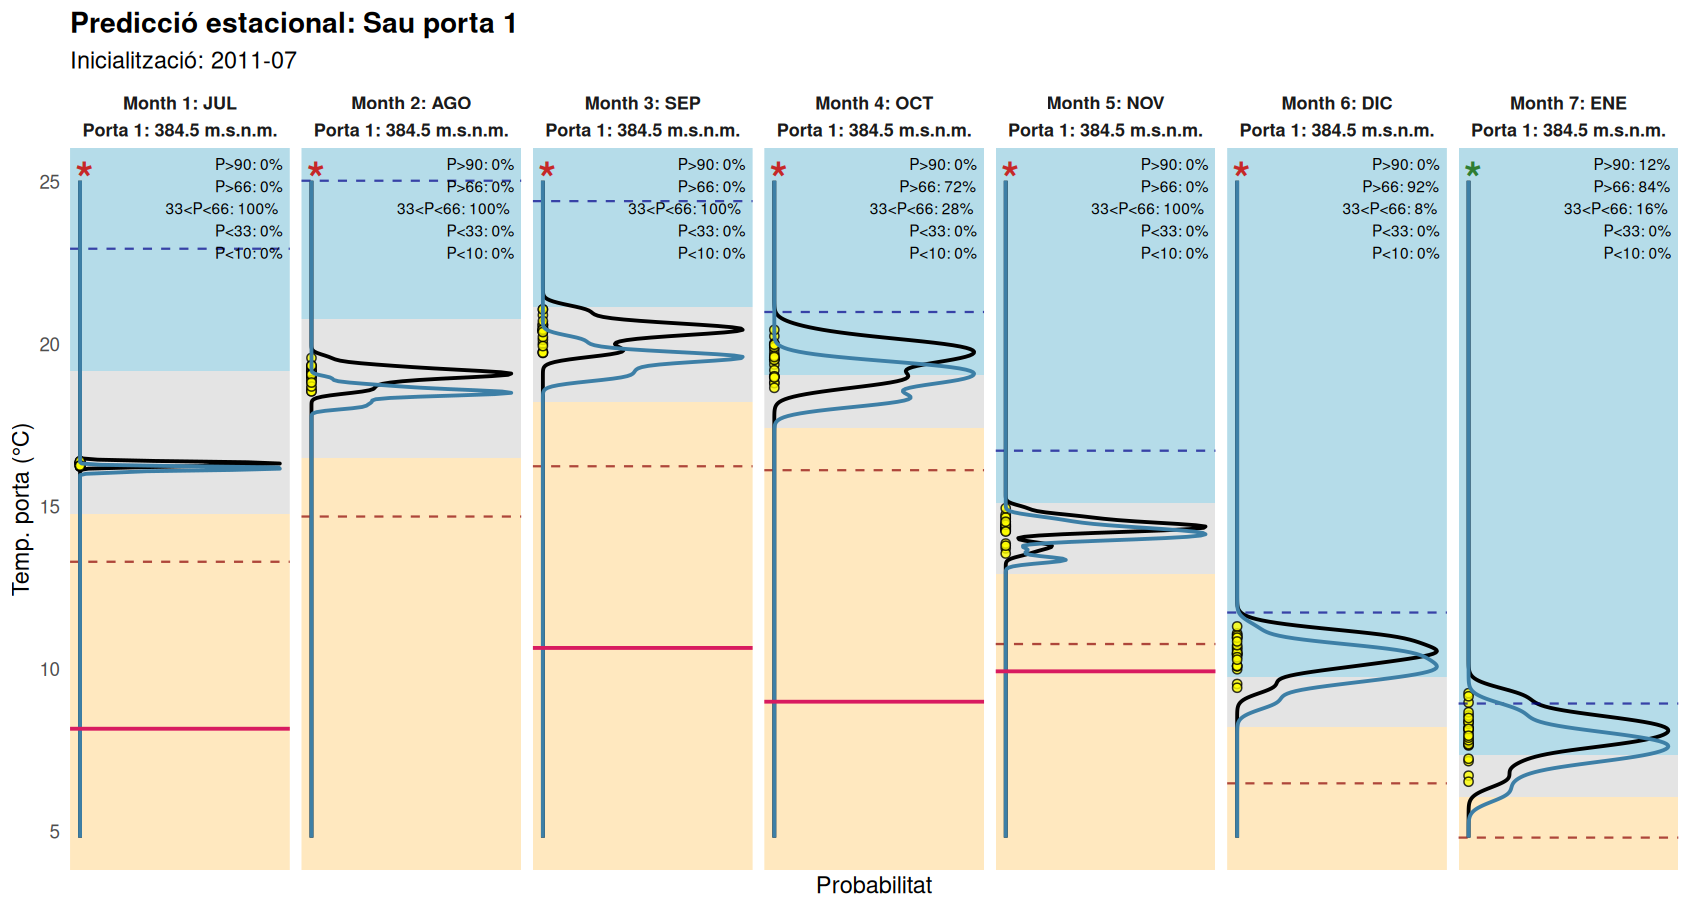 Predicció estacional: Sau porta 1
Inicialització: 2011-07
Month 1: JUL
Porta 1: 384.5 m.s.n.m.
Month 2: AGO
Porta 1: 384.5 m.s.n.m.
Month 3: SEP
Porta 1: 384.5 m.s.n.m.
Month 4: OCT
Porta 1: 384.5 m.s.n.m.
Month 5: NOV
Porta 1: 384.5 m.s.n.m.
Month 6: DIC
Porta 1: 384.5 m.s.n.m.
Month 7: ENE
Porta 1: 384.5 m.s.n.m.
*
P>90: 0%
P>66: 0%
33<P<66: 100%
P<33: 0%
P<10: 0%
*
P>90: 0%
P>66: 0%
33<P<66: 100%
P<33: 0%
P<10: 0%
*
P>90: 0%
P>66: 0%
33<P<66: 100%
P<33: 0%
P<10: 0%
*
P>90: 0%
P>66: 72%
33<P<66: 28%
P<33: 0%
P<10: 0%
*
P>90: 0%
P>66: 0%
33<P<66: 100%
P<33: 0%
P<10: 0%
*
P>90: 0%
P>66: 92%
33<P<66: 8%
P<33: 0%
P<10: 0%
*
P>90: 12%
P>66: 84%
33<P<66: 16%
P<33: 0%
P<10: 0%
25
20
15
10
5
Temp. porta (°C)
Probabilitat